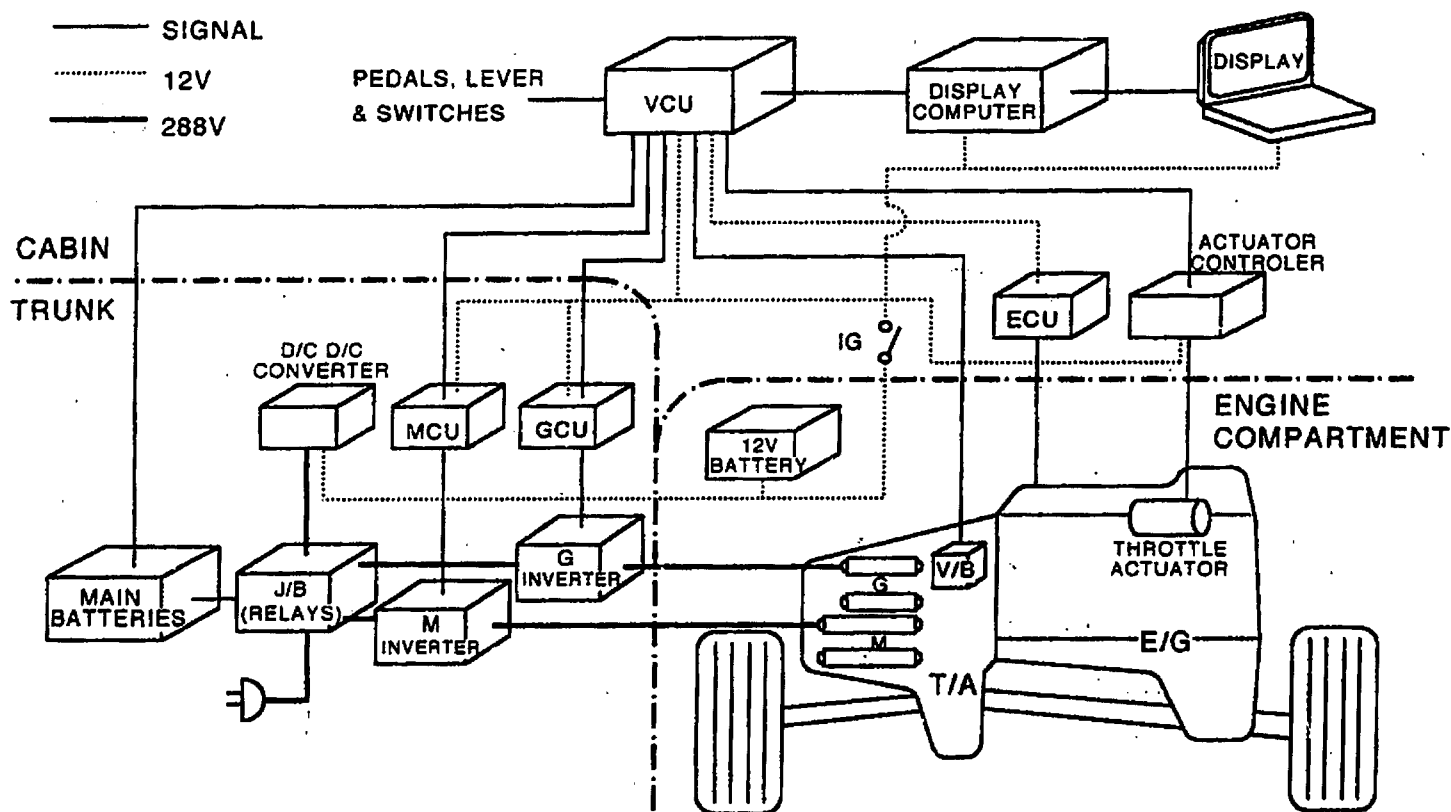 SIGNAL
12V
288V
PEDALS, LEVER
& SWITCHES
VCU
DISPLAY
COMPUTER
DISPLAY
CABIN
TRUNK
ACTUATOR
CONTROLER
ECU
IG
D/C D/C
CONVERTER
MCU
GCU
12V
BATTERY
ENGINE
COMPARTMENT
MAIN
BATTERIES
J/B
(RELAYS)
G
INVERTER
M
INVERTER
G
V/B
M
T/A
THROTTLE
ACTUATOR
E/G